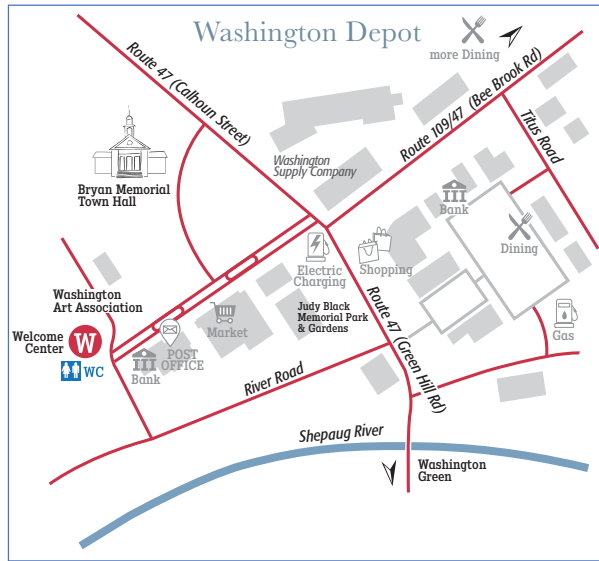 Washington Depot
more Dining
Route 47 (Calhoun Street)
Route 109/47 (Bee Brook Rd)
Titus Road
Washington
Supply Company
Bryan Memorial
Town Hall
Bank
Dining
Electric
Charging
Shopping
Washington
Art Association
Welcome
Center
W
WC
Market
POST
OFFICE
Bank
Judy Black
Memorial Park
& Gardens
Route 47 (Green Hill Rd)
Gas
River Road
Shepaug River
Washington
Green